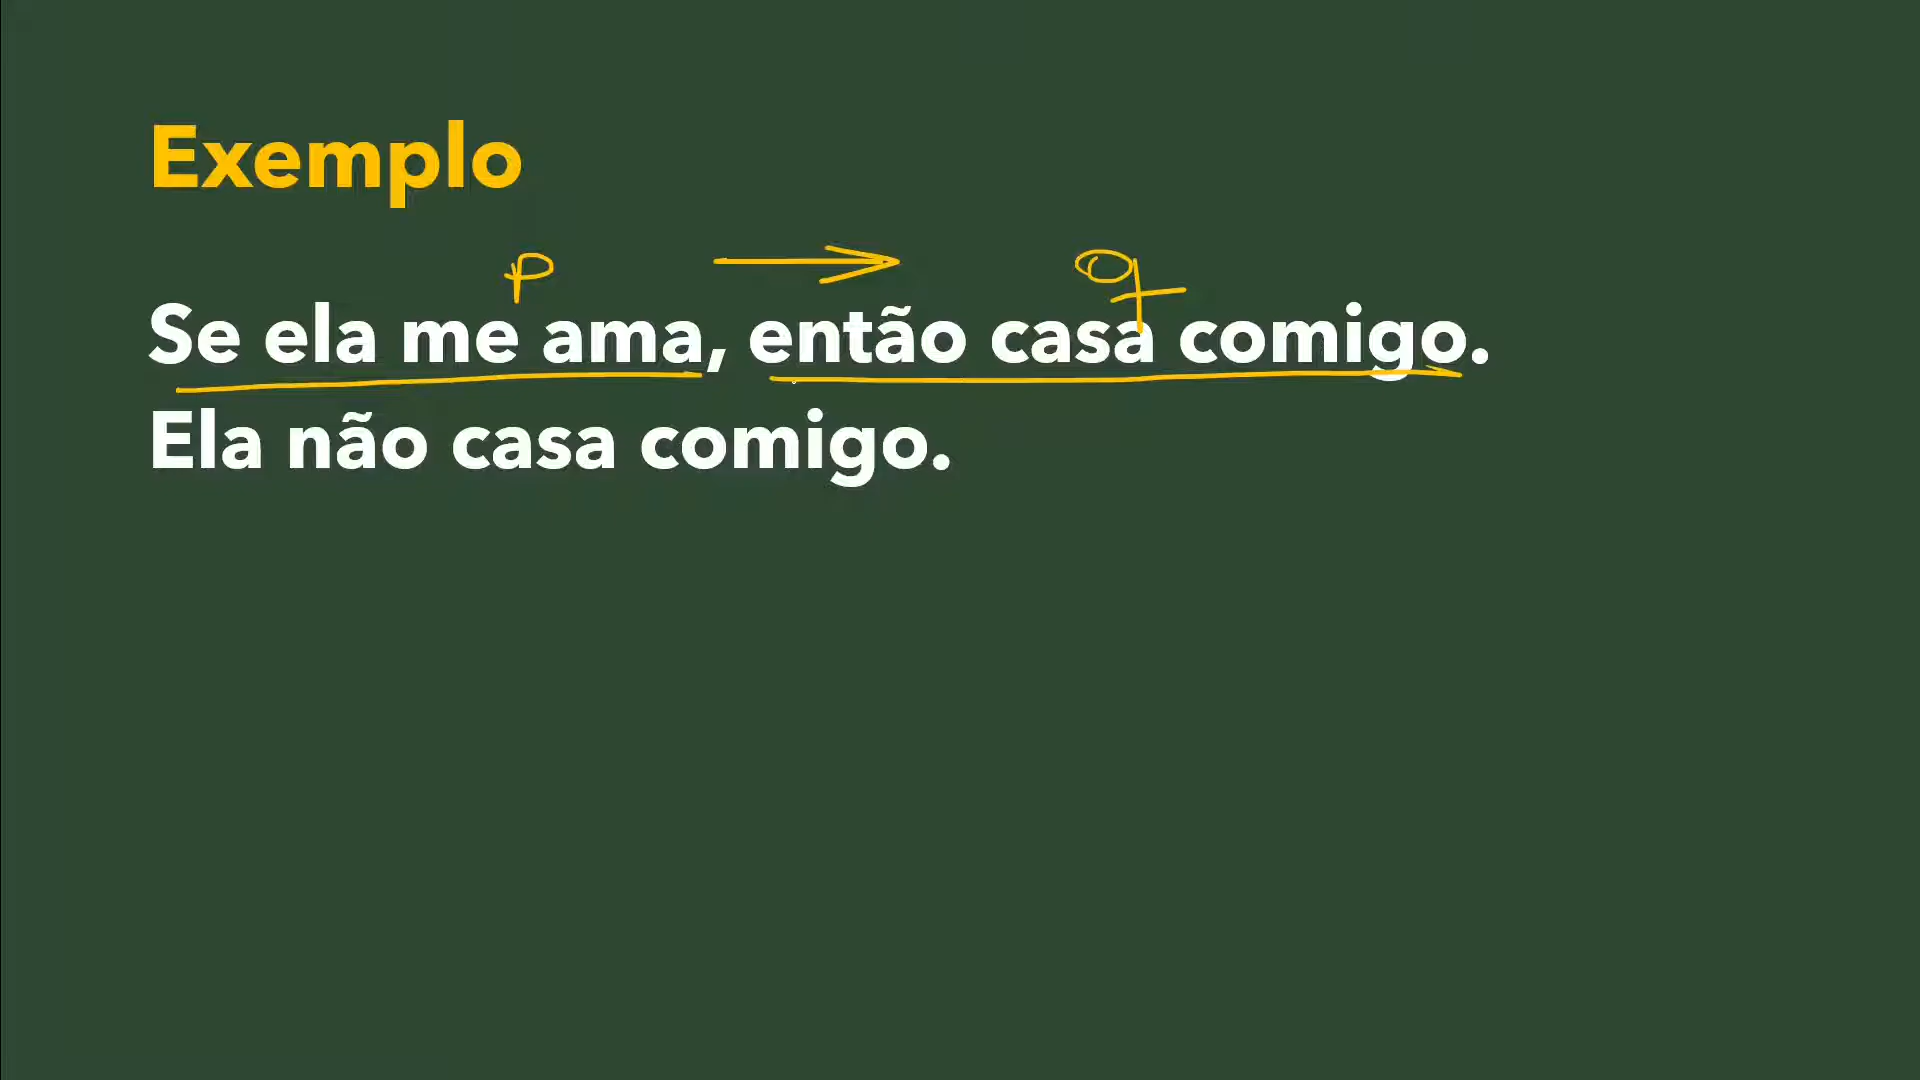 Exemplo
p → q
Se ela me ama, então casa comigo.
Ela não casa comigo.